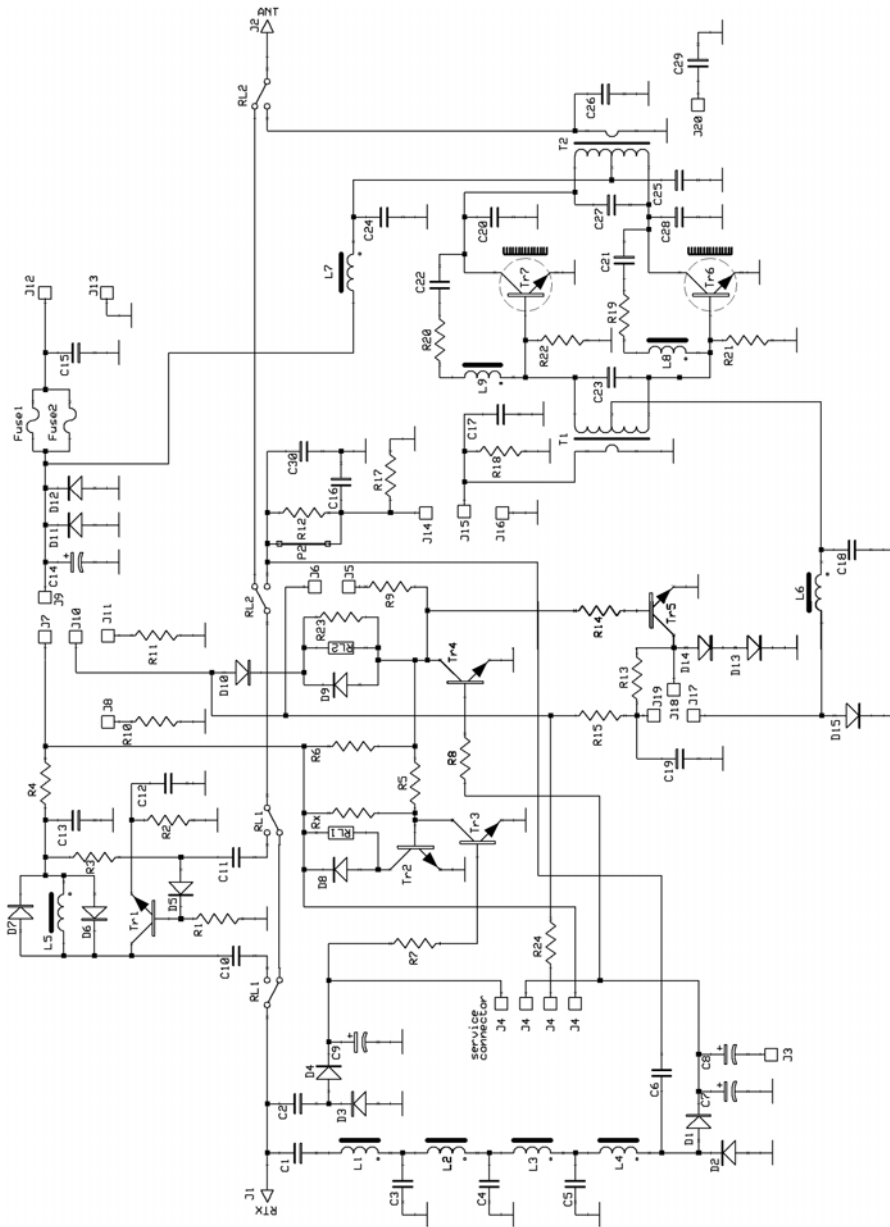 ANT
J2
RL2
C29
J20
C26
T2
C25
C24
L7
C20
C27
C28
C22
C21
Tr7
Tr6
R20
R19
L9
L8
R22
R21
C23
T1
J12
J13
C15
Fuse1
Fuse2
D12
D11
C14
J9
C30
C16
R17
R12
P2
J14
C17
R18
J15
J16
J7
J10
J11
R11
J8
R10
RL2
J6
J5
R9
R23
RL2
D9
D10
Tr4
R14
Tr5
R13
D14
D13
J18
J19
J17
R15
C19
L6
C18
D15
R4
C13
C12
R2
R3
D5
C11
RL1
R6
R5
R8
Rx
RL1
D8
Tr2
Tr3
D7
L5
D6
Tr1
R1
C10
RL1
R7
R24
J4
J4
J4
J4
service
connector
C9
D4
D3
C2
C1
J1
RTX
L1
L2
L3
L4
C3
C4
C5
C6
C8
C7
J3
D1
D2